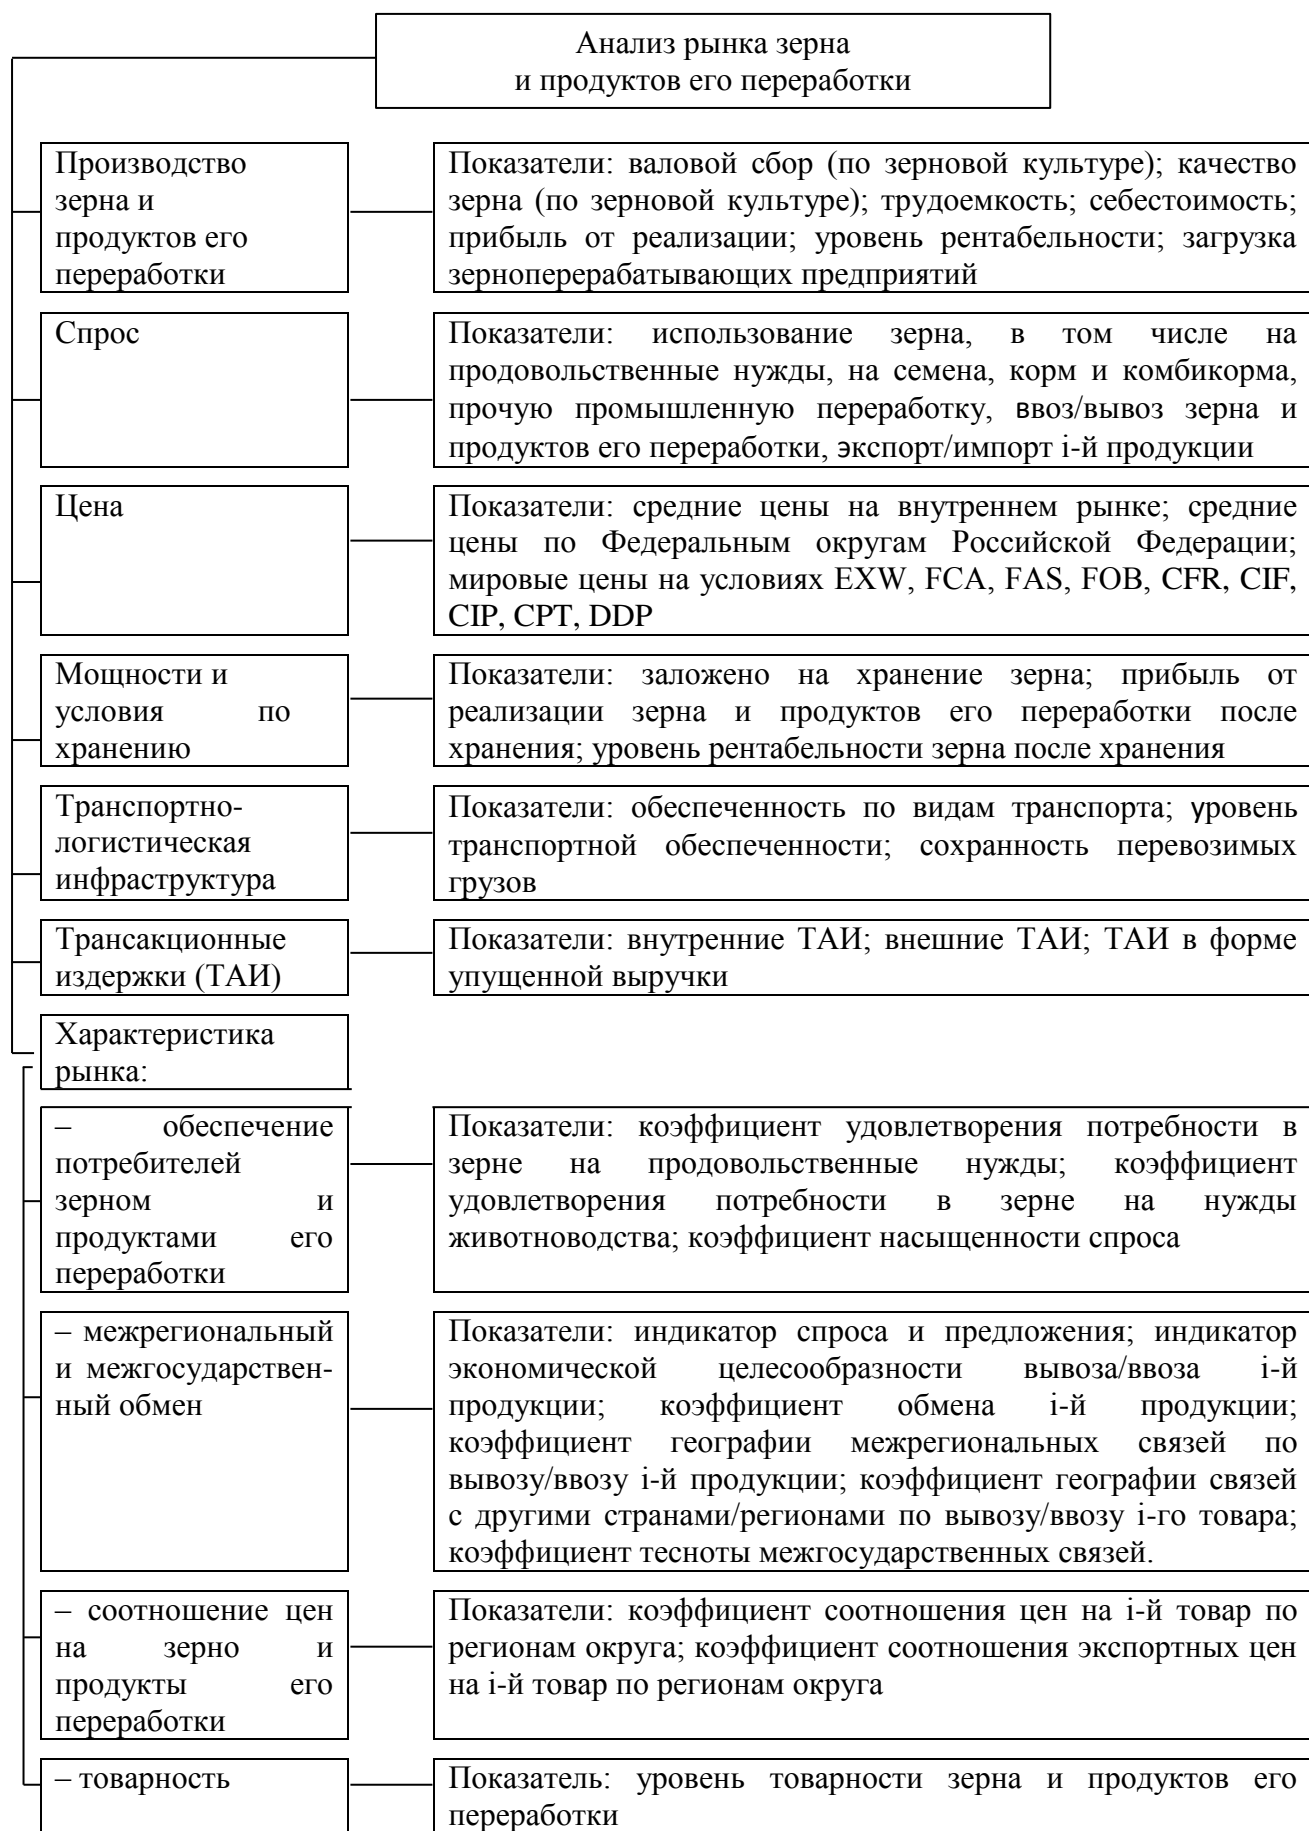 Анализ рынка зерна
и продуктов его переработки
Производство
зерна и
продуктов его
переработки
Показатели: валовой сбор (по зерновой культуре); качество
зерна (по зерновой культуре); трудоемкость; себестоимость;
прибыль от реализации; уровень рентабельности; загрузка
зерноперерабатывающих предприятий
Спрос
Показатели: использование зерна, в том числе на
продовольственные нужды, на семена, корм и комбикорма,
прочую промышленную переработку, ввоз/вывоз зерна и
продуктов его переработки, экспорт/импорт i-й продукции
Цена
Показатели: средние цены на внутреннем рынке; средние
цены по Федеральным округам Российской Федерации;
мировые цены на условиях EXW, FCA, FAS, FOB, CFR, CIF,
CIP, CPT, DDP
Мощности и
условия по
хранению
Показатели: заложено на хранение зерна; прибыль от
реализации зерна и продуктов его переработки после
хранения; уровень рентабельности зерна после хранения
Транспортно-
логистическая
инфраструктура
Показатели: обеспеченность по видам транспорта; уровень
транспортной обеспеченности; сохранность перевозимых
грузов
Трансакционные
издержки (ТАИ)
Показатели: внутренние ТАИ; внешние ТАИ; ТАИ в форме
упущенной выручки
Характеристика
рынка:
– обеспечение
потребителей
зерном и
продуктами его
переработки
Показатели: коэффициент удовлетворения потребности в
зерне на продовольственные нужды; коэффициент
удовлетворения потребности в зерне на нужды
животноводства; коэффициент насыщенности спроса
– межрегиональный
и межгосударствен-
ный обмен
Показатели: индикатор спроса и предложения; индикатор
экономической целесообразности вывоза/ввоза i-й
продукции; коэффициент обмена i-й продукции;
коэффициент географии межрегиональных связей по
вывозу/ввозу i-й продукции; коэффициент географии связей
с другими странами/регионами по вывозу/ввозу i-го товара;
коэффициент тесноты межгосударственных связей.
– соотношение цен
на зерно и
продукты его
переработки
Показатели: коэффициент соотношения цен на i-й товар по
регионам округа; коэффициент соотношения экспортных цен
на i-й товар по регионам округа
– товарность
Показатель: уровень товарности зерна и продуктов его
переработки